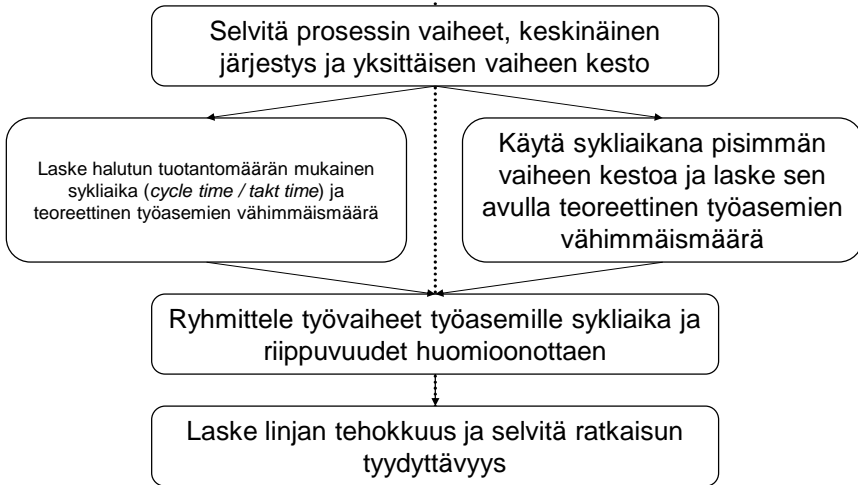 Selvitä prosessin vaiheet, keskinäinen
järjestys ja yksittäisen vaiheen kesto
Laske halutun tuotantomäärän mukainen
sykliaika (cycle time / takt time) ja
teoreettinen työasemien vähimmäismäärä
Käytä sykliaikana pisimmän
vaiheen kestoa ja laske sen
avulla teoreettinen työasemien
vähimmäismäärä
Ryhmittele työvaiheet työasemille sykliaika ja
riippuvuudet huomioonottaen
Laske linjan tehokkuus ja selvitä ratkaisun
tyydyttävyys